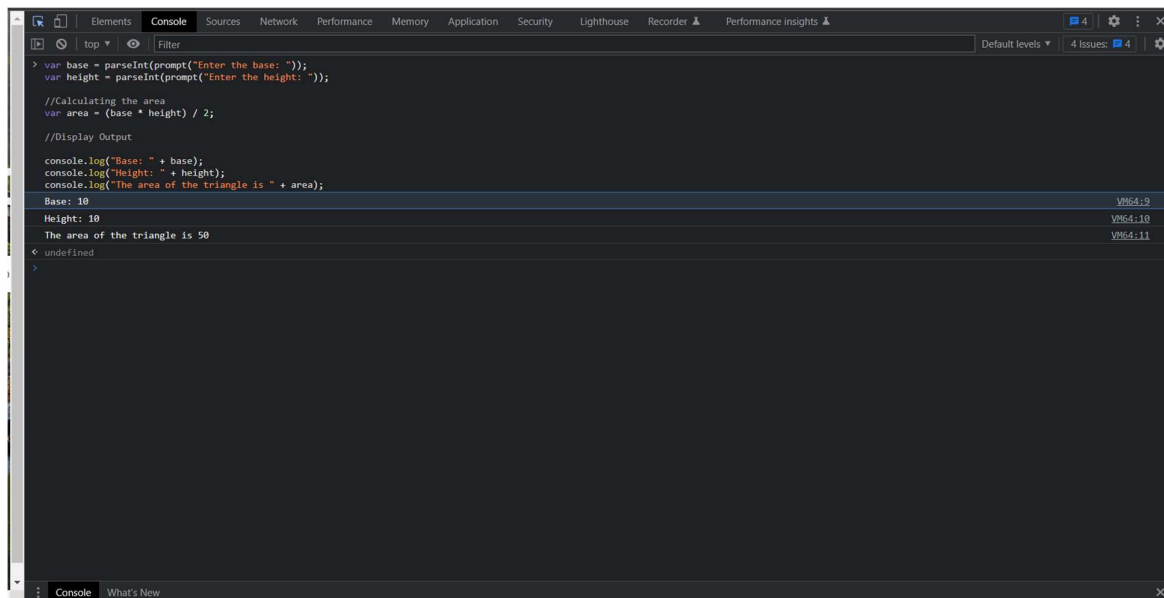 Elements Console Sources Network Performance Memory Application Security Lighthouse Recorder Performance insights 4
top Filter Default levels 4 Issues: 4
> var base = parseInt(prompt("Enter the base: "));
var height = parseInt(prompt("Enter the height: "));
//Calculating the area
var area = (base * height) / 2;
//Display Output
console.log("Base: " + base);
console.log("Height: " + height);
console.log("The area of the triangle is " + area);
Base: 10 VM64:9
Height: 10 VM64:10
The area of the triangle is 50 VM64:11
undefined
>
Console What's New